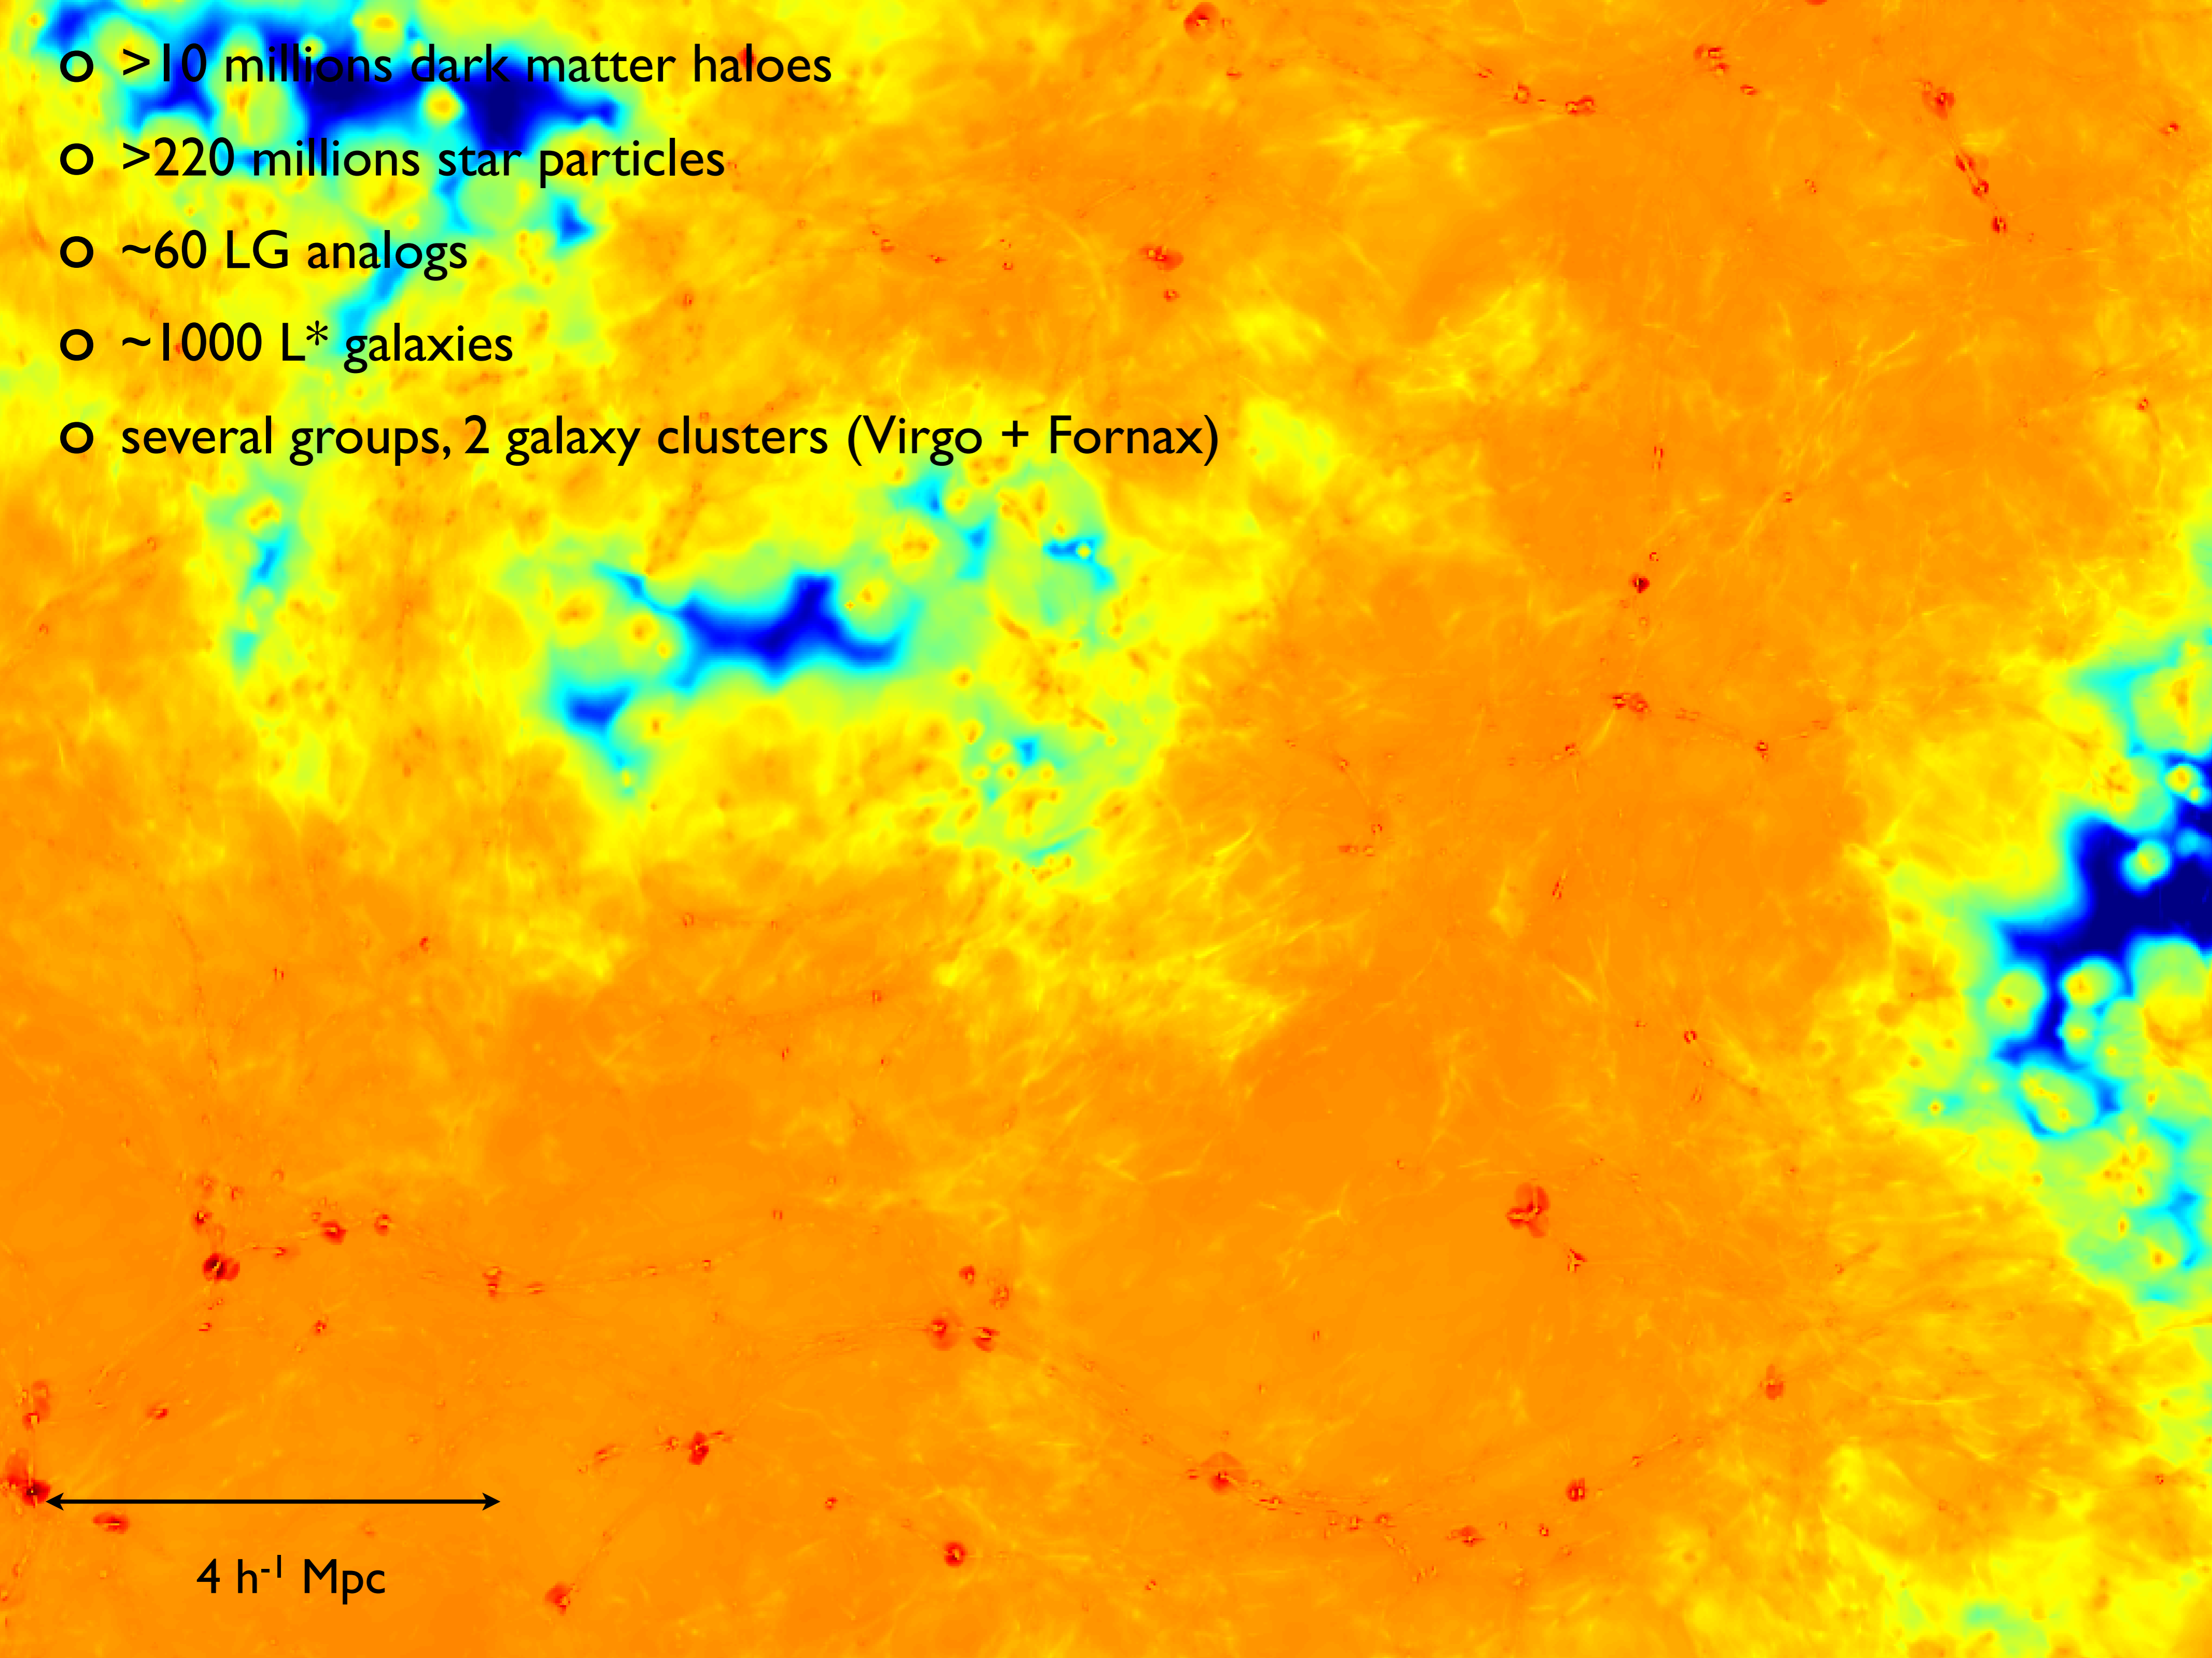 >10 millions dark matter haloes
>220 millions star particles
~60 LG analogs
~1000 L* galaxies
several groups, 2 galaxy clusters (Virgo + Fornax)
4 h⁻¹ Mpc